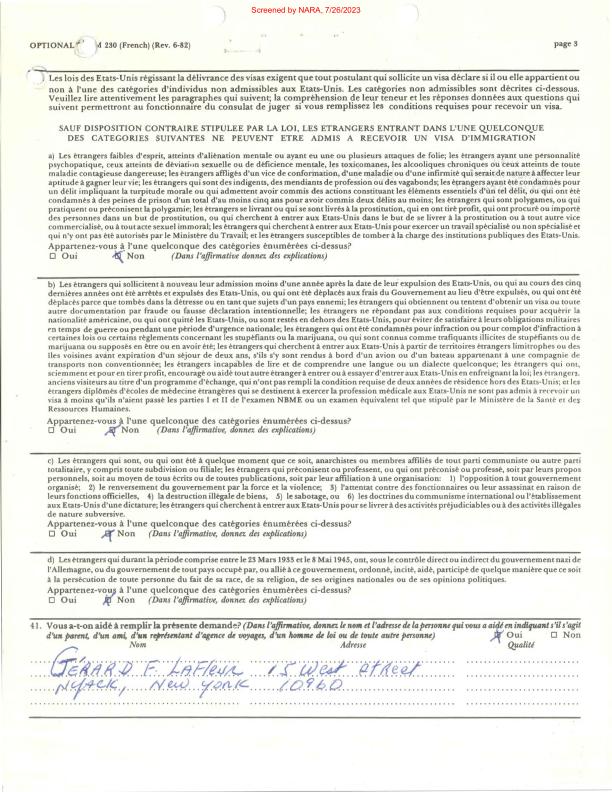 Screened by NARA, 7/26/2023
OPTIONAL 230 (French) (Rev. 6-82) page 3
Les lois des Etats-Unis régissant la délivrance des visas exigent que tout postulant qui sollicite un visa déclare si il ou elle appartient ou
non à l'une des catégories d'individus non admissibles aux Etats-Unis. Les catégories non admissibles sont décrites ci-dessous.
Veuillez lire attentivement les paragraphes qui suivent; la compréhension de leur teneur et les réponses données aux questions qui
suivent permettront au fonctionnaire du consulat de juger si vous remplissez les conditions requises pour recevoir un visa.
SAUF DISPOSITION CONTRAIRE STIPULEE PAR LA LOI, LES ETRANGERS ENTRANT DANS L'UNE QUELCONQUE
DES CATEGORIES SUIVANTES NE PEUVENT ETRE ADMIS A RECEVOIR UN VISA D'IMMIGRATION
a) Les étrangers faibles d'esprit, atteints d'aliénation mentale ou ayant eu une ou plusieurs attaques de folie; les étrangers ayant une personnalité
psychopatique, ceux atteints de déviation sexuelle ou de déficience mentale, les toxicomanes, les alcooliques chroniques ou ceux atteints de toute
maladie contagieuse dangereuse; les étrangers affligés d'un vice de conformation, d'une maladie ou d'une infirmité qui serait de nature à affecter leur
aptitude à gagner leur vie; les étrangers qui sont des indigents, des mendiants de profession ou des vagabonds; les étrangers ayant été condamnés pour
un délit impliquant la turpitude morale ou qui admettent avoir commis des actions constituant les éléments essentiels d'un tel délit, ou qui ont été
condamnés à des peines de prison d'un total d'au moins cinq ans pour avoir commis deux délits au moins; les étrangers qui sont polygames, ou qui
pratiquent ou préconisent la polygamie; les étrangers se livrant ou se sont livrés à la prostitution, qui en ont tiré profit, qui ont procuré ou importé
des personnes dans un but de prostitution, ou qui cherchent à entrer aux Etats-Unis dans le but de se livrer à la prostitution ou à tout autre vice
commercialisé, ou à tout acte sexuel immoral; les étrangers qui cherchent à entrer aux Etats-Unis pour exercer un travail spécialisé ou non spécialisé et
qui n'y ont pas été autorisés par le Ministère du Travail; et les étrangers susceptibles de tomber à la charge des institutions publiques des Etats-Unis.
Appartenez-vous à l'une quelconque des catégories énumérées ci-dessus?
Oui Non (Dans l'affirmative donnez des explications)
b) Les étrangers qui sollicitent à nouveau leur admission moins d'une année après la date de leur expulsion des Etats-Unis, ou qui au cours des cinq
dernières années ont été arrêtés et expulsés des Etats-Unis, ou qui ont été déplacés aux frais du Gouvernement au lieu d'être expulsés, ou qui ont été
déplacés parce que tombés dans la détresse ou en tant que sujets d'un pays ennemi; les étrangers qui obtiennent ou tentent d'obtenir un visa ou toute
autre documentation par fraude ou fausse déclaration intentionnelle; les étrangers ne répondant pas aux conditions requises pour acquérir la
nationalité américaine, ou qui ont quitté les Etats-Unis, ou sont restés en dehors des Etats-Unis, pour éviter de satisfaire à leurs obligations militaires
en temps de guerre ou pendant une période d'urgence nationale; les étrangers qui ont été condamnés pour infraction ou pour complot d'infraction à
certaines lois ou certains règlements concernant les stupéfiants ou la marijuana, ou qui sont connus comme trafiquants illicites de stupéfiants ou de
marijuana ou supposés en être ou en avoir été; les étrangers qui cherchent à entrer aux Etats-Unis à partir de territoires étrangers limitrophes ou des
îles voisines avant expiration d'un séjour de deux ans, s'ils s'y sont rendus à bord d'un avion ou d'un bateau appartenant à une compagnie de
transports non conventionnée; les étrangers incapables de lire et de comprendre une langue ou un dialecte quelconque; les étrangers qui ont,
sciemment et pour en tirer profit, encouragé ou aidé tout autre étranger à entrer ou à essayer d'entrer aux Etats-Unis en enfreignant la loi; les étrangers,
anciens visiteurs au titre d'un programme d'échange, qui n'ont pas rempli la condition requise de deux années de résidence hors des Etats-Unis; et les
étrangers diplômés d'écoles de médecine étrangères qui se destinent à exercer la profession médicale aux Etats-Unis ne sont pas admis à recevoir un
visa à moins qu'ils n'aient passé les parties I et II de l'examen NBME ou un examen équivalent tel que stipulé par le Ministère de la Santé et des
Ressources Humaines.
Appartenez-vous à l'une quelconque des catégories énumérées ci-dessus?
Oui Non (Dans l'affirmative, donnez des explications)
c) Les étrangers qui sont, ou qui ont été à quelque moment que ce soit, anarchistes ou membres affiliés de tout parti communiste ou autre parti
totalitaire, y compris toute subdivision ou filiale; les étrangers qui préconisent ou professent, ou qui ont préconisé ou professé, soit par leurs propos
personnels, soit au moyen de tous écrits ou de toutes publications, soit par leur affiliation à une organisation: 1) l'opposition à tout gouvernement
organisé; 2) le renversement du gouvernement par la force et la violence; 3) l'attentat contre des fonctionnaires ou leur assassinat en raison de
leurs fonctions officielles, 4) la destruction illégale de biens, 5) le sabotage, ou 6) les doctrines du communisme international ou l'établissement
aux Etats-Unis d'une dictature; les étrangers qui cherchent à entrer aux Etats-Unis pour se livrer à des activités préjudiciables ou à des activités illégales
de nature subversive.
Appartenez-vous à l'une quelconque des catégories énumérées ci-dessus?
Oui Non (Dans l'affirmative, donnez des explications)
d) Les étrangers qui durant la période comprise entre le 23 Mars 1933 et le 8 Mai 1945, ont, sous le contrôle direct ou indirect du gouvernement nazi de
l'Allemagne, ou du gouvernement de tout pays occupé par, ou allié à ce gouvernement, ordonné, incité, aidé, participé de quelque manière que ce soit
à la persécution de toute personne du fait de sa race, de sa religion, de ses origines nationales ou de ses opinions politiques.
Appartenez-vous à l'une quelconque des catégories énumérées ci-dessus?
Oui Non (Dans l'affirmative, donnez des explications)
41. Vous a-t-on aidé à remplir la présente demande? (Dans l'affirmative, donnez le nom et l'adresse de la personne qui vous a aidé en indiquant s'il s'agit
d'un parent, d'un ami, d'un représentant d'agence de voyages, d'un homme de loi ou de toute autre personne) Oui Non
Nom Adresse Qualité
GÉRARD F. LAFLEUR 15 West Street
NYACK, NEW YORK 10960